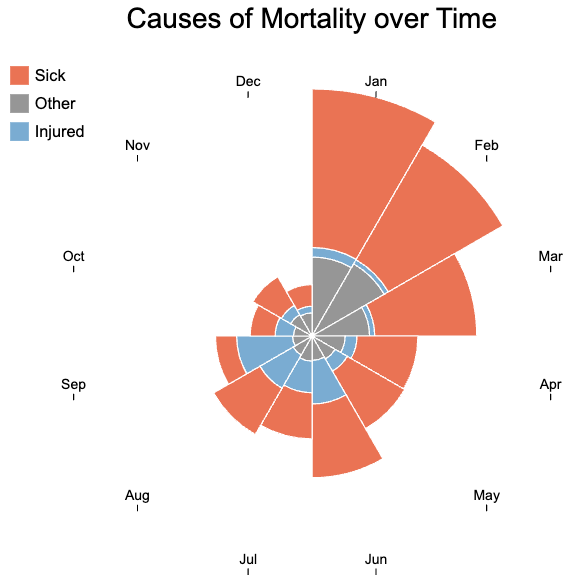 Causes of Mortality over Time
Sick
Other
Injured
Dec
Jan
Nov
Feb
Oct
Mar
Sep
Apr
Aug
May
Jul
Jun